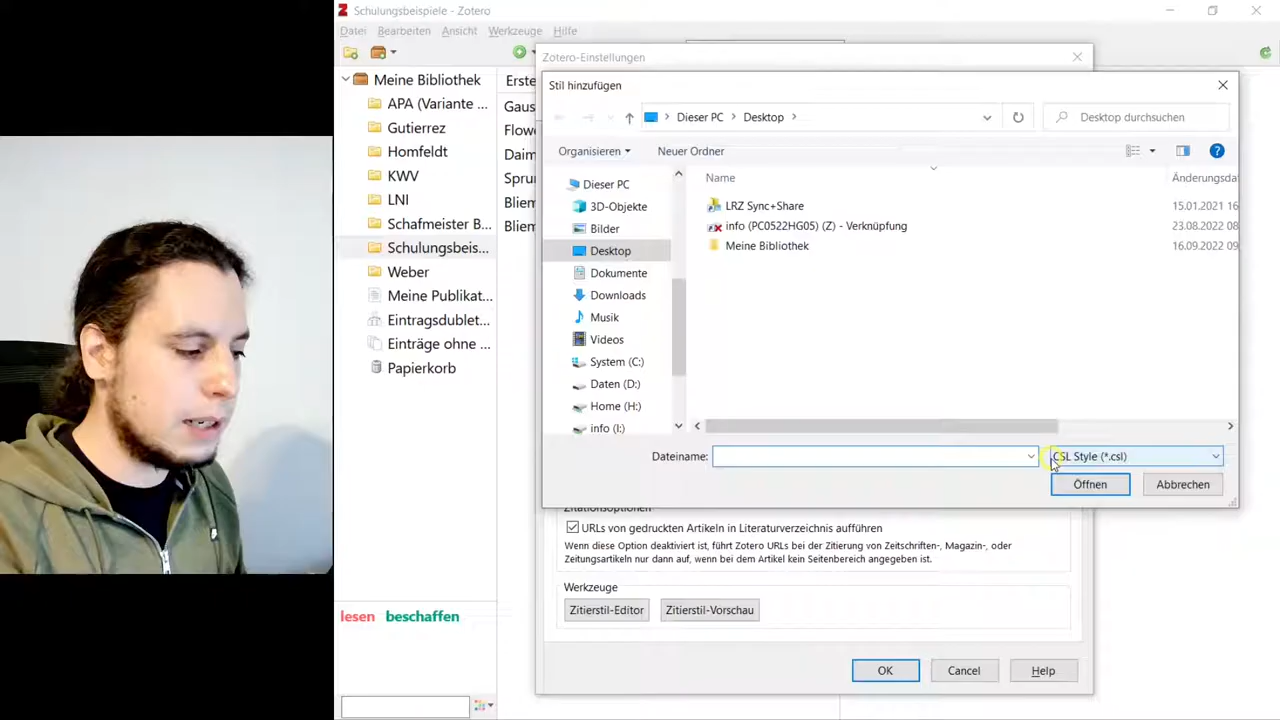 Schulungsbeispiele - Zotero
Datei Bearbeiten Ansicht Werkzeuge Hilfe
Meine Bibliothek
APA (Variante ...
Gutierrez
Homfeldt
KWV
LNI
Schafmeister B...
Schulungsbeis...
Weber
Meine Publikat...
Eintragsdublet...
Einträge ohne ...
Papierkorb
lesen beschaffen
Erste
Gaus
Flow
Daim
Sprun
Bliem
Bliem
Zotero-Einstellungen
Stil hinzufügen
Dieser PC
Desktop
Desktop durchsuchen
Organisieren
Neuer Ordner
Dieser PC
3D-Objekte
Bilder
Desktop
Dokumente
Downloads
Musik
Videos
System (C:)
Daten (D:)
Home (H:)
info (I:)
Name Änderungsda
LRZ Sync+Share 15.01.2021 16
info (PC0522HG05) (Z) - Verknüpfung 23.08.2022 08
Meine Bibliothek 16.09.2022 09
Dateiname:
CSL Style (*.csl)
Öffnen Abbrechen
Zitationsoptionen
URLs von gedruckten Artikeln in Literaturverzeichnis aufführen
Wenn diese Option deaktiviert ist, führt Zotero URLs bei der Zitierung von Zeitschriften-, Magazin-, oder
Zeitungsartikeln nur dann auf, wenn bei dem Artikel kein Seitenbereich angegeben ist.
Werkzeuge
Zitierstil-Editor Zitierstil-Vorschau
OK Cancel Help